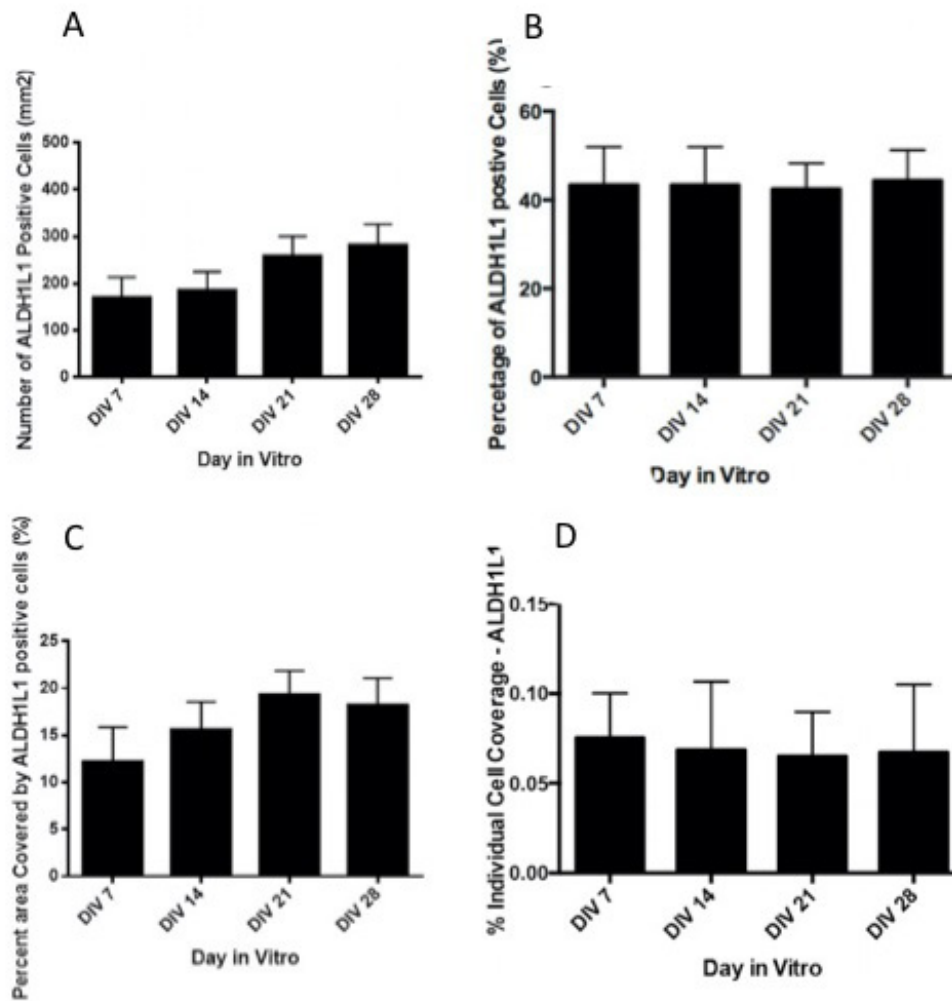 A
Number of ALDH1L1 Positive Cells (mm2)
500
400
300
200
100
0
DIV 7
DIV 14
DIV 21
DIV 28
Day in Vitro
B
Percetage of ALDH1L1 postive Cells (%)
60
40
20
0
DIV 7
DIV 14
DIV 21
DIV 28
Day in Vitro
C
Percent area Covered by ALDH1L1 positive cells (%)
25
20
15
10
5
0
DIV 7
DIV 14
DIV 21
DIV 28
Day in Vitro
D
% Individual Cell Coverage - ALDH1L1
0.15
0.10
0.05
0.00
DIV 7
DIV 14
DIV 21
DIV 28
Day in Vitro